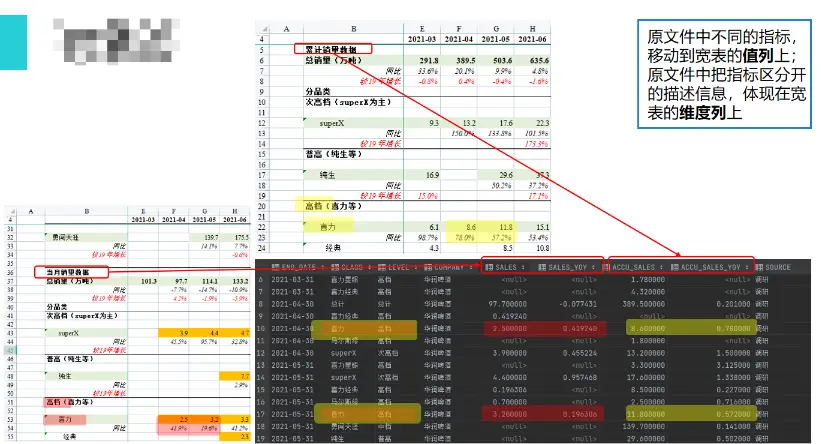 原文件中不同的指标，
移动到宽表的值列上；
原文件中把指标区分开
的描述信息，体现在宽
表的维度列上
A B E F G H
4 2021-03 2021-04 2021-05 2021-06
5 累计销量数据
6 总销量（万吨） 291.8 389.5 503.6 635.6
7 同比 33.6% 20.1% 9.9% 4.8%
8 较19年增长 -0.8% 0.4% -0.4% -1.6%
9 分品类
10 次高档（superX为主）
12 superX 9.3 13.2 17.6 22.3
13 同比 150.0% 133.8% 101.5%
14 较19年增长 173.3%
15 普高（纯生等）
17 纯生 16.9 29.6 37.3
18 同比 50.2% 37.2%
19 较19年增长 15.0% 17.1%
20 高档（喜力等）
22 喜力 6.1 8.6 11.8 15.1
23 同比 98.7% 78.0% 57.2% 53.4%
24 经典 4.3 8.5 10.8
A B E F G H
4 2021-03 2021-04 2021-05 2021-06
31
32 勇闯天涯 139.7 175.5
33 同比 14.1% 7.7%
34 较19年增长 -0.6%
35
36 当月销量数据
37 总销量（万吨） 101.3 97.7 114.1 133.2
38 同比 -7.7% -14.7% -10.9%
39 较19年增长 4.2% -1.9% -5.9%
40 分品类
41 次高档（superX为主）
43 superX 3.9 4.4 4.7
44 同比 45.5% 95.7% 32.8%
45 较19年增长
46 普高（纯生等）
48 纯生 7.7
49 同比 2.9%
50 较19年增长
51 高档（喜力等）
53 喜力 2.5 3.2 3.3
54 同比 41.9% 19.6% 41.2%
55 经典 2.3
END_DATE CLASS LEVEL COMPANY SALES SALES_YOY ACCU_SALES ACCU_SALES_YOY SOURCE
6 2021-03-31 喜力星银 高档 华润啤酒 <null> <null> 1.780000 <null> 调研
7 2021-03-31 喜力经典 高档 华润啤酒 <null> <null> 4.320000 <null> 调研
8 2021-04-30 总计 总计 华润啤酒 97.700000 -0.077431 389.500000 0.201000 调研
9 2021-04-30 喜力经典 高档 华润啤酒 0.419240 <null> <null> <null> 调研
10 2021-04-30 喜力 高档 华润啤酒 2.500000 0.419240 8.600000 0.780000 调研
11 2021-04-30 马尔斯绿 高档 华润啤酒 <null> <null> 1.800000 <null> 调研
12 2021-04-30 superX 次高档 华润啤酒 3.900000 0.455224 13.200000 1.500000 调研
13 2021-05-31 喜力星银 高档 华润啤酒 <null> <null> 3.300000 3.125000 调研
14 2021-05-31 superX 次高档 华润啤酒 4.400000 0.957468 17.600000 1.338000 调研
15 2021-05-31 喜力经典 高档 华润啤酒 0.196306 <null> 8.500000 0.227000 调研
16 2021-05-31 马尔斯绿 高档 华润啤酒 0.700000 <null> 2.500000 0.716000 调研
17 2021-05-31 喜力 高档 华润啤酒 3.200000 0.196306 11.800000 0.572000 调研
18 2021-05-31 勇闯天涯 中档 华润啤酒 <null> <null> 139.700000 0.141000 调研
19 2021-05-31 纯生 普高 华润啤酒 <null> <null> 29.600000 0.502000 调研